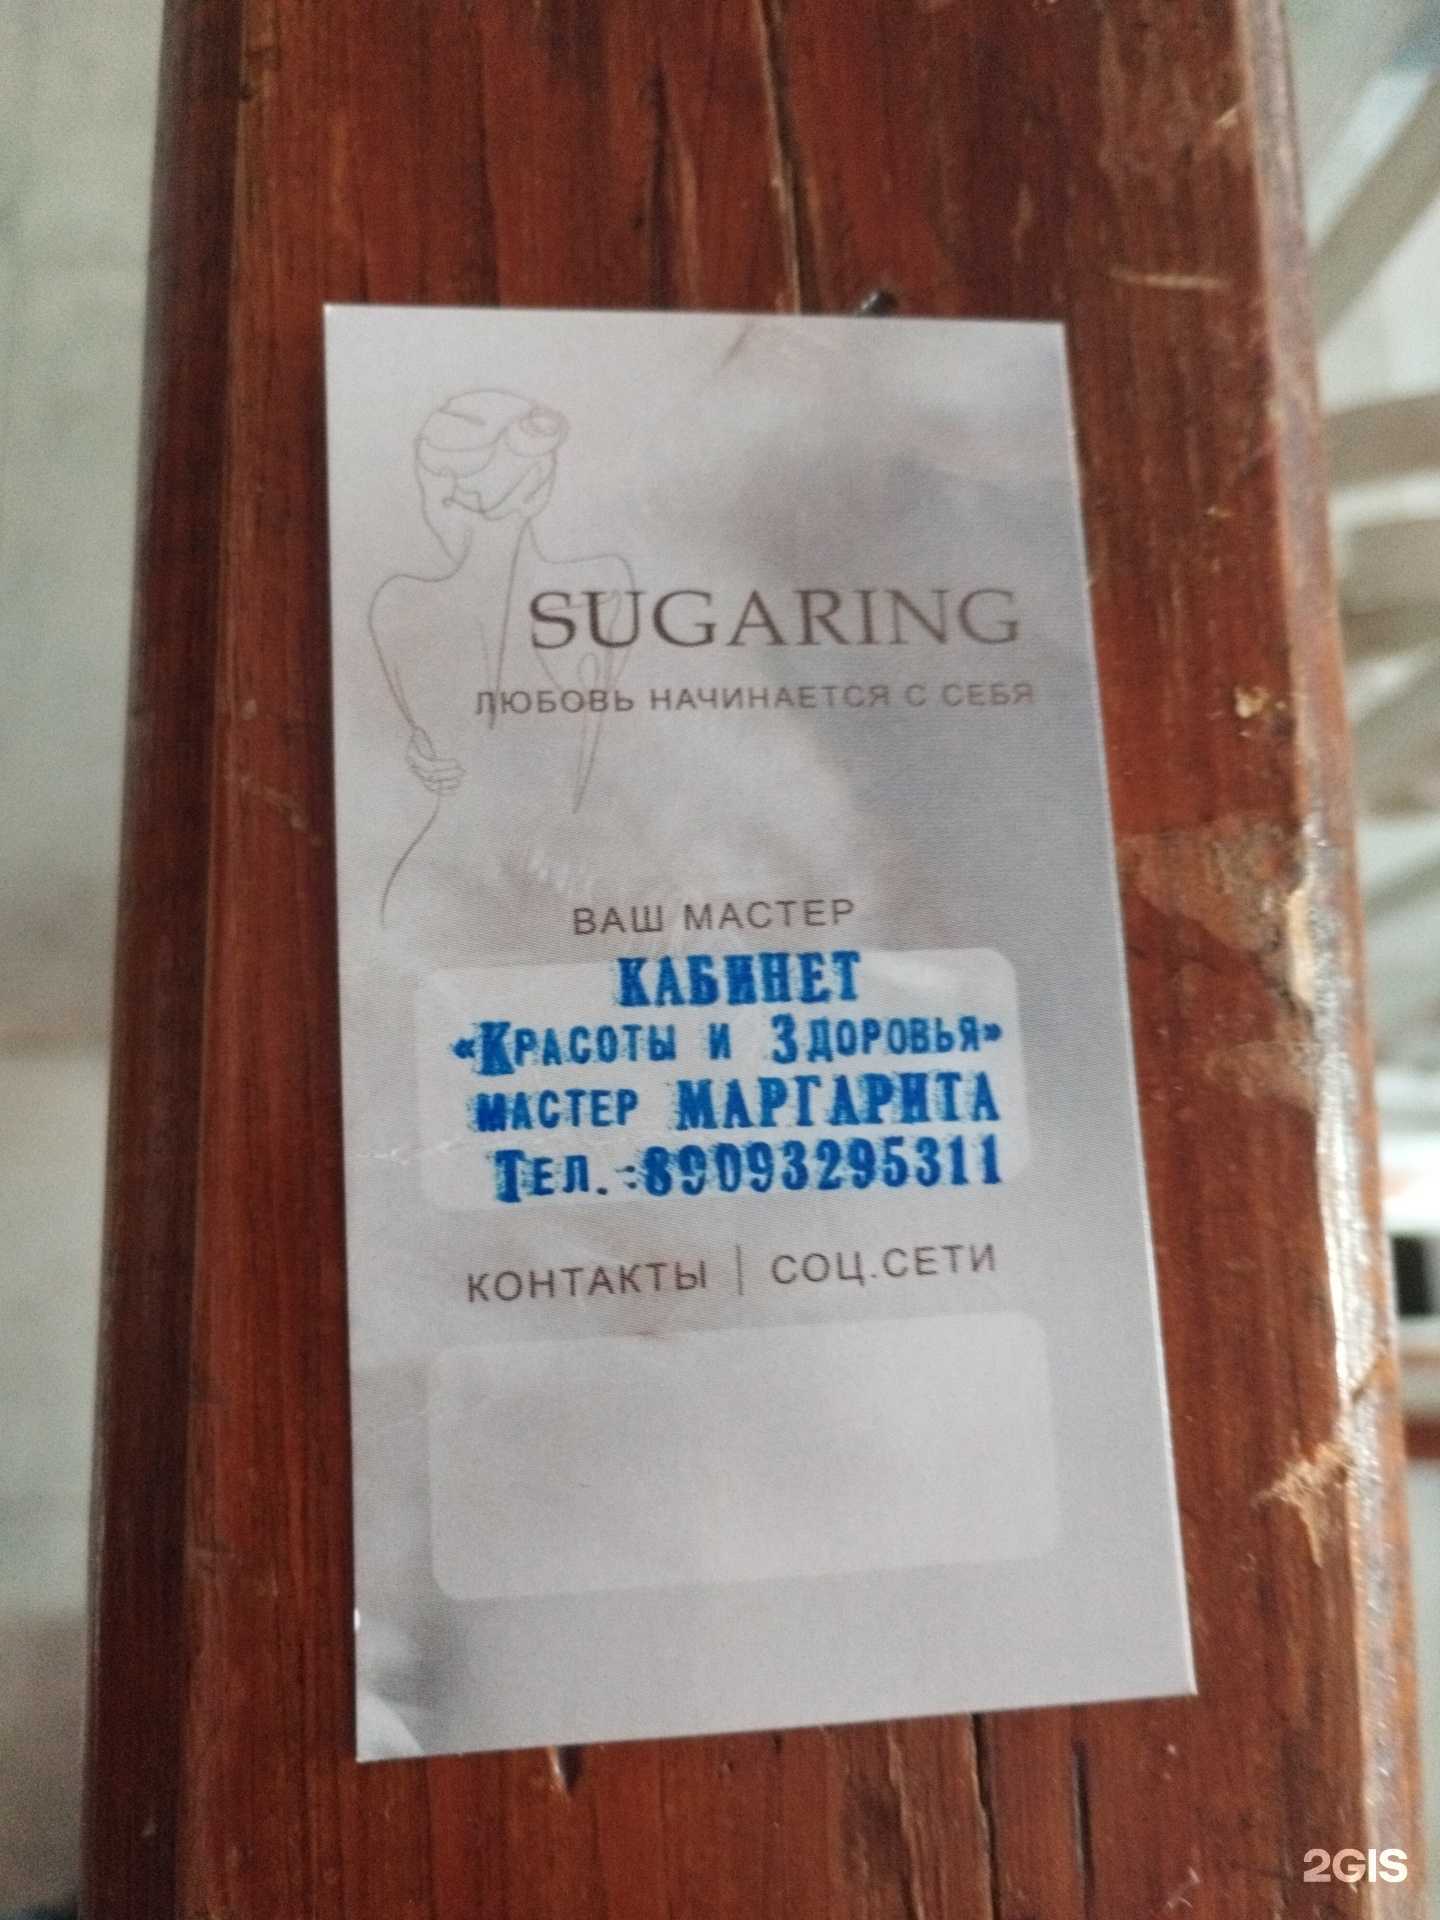 SUGARING
ЛЮБОВЬ НАЧИНАЕТСЯ С СЕБЯ
ВАШ МАСТЕР
КАБИНЕТ
«КРАСОТЫ И ЗДОРОВЬЯ»
МАСТЕР МАРГАРИТА
ТЕЛ.:89093295311
КОНТАКТЫ | СОЦ.СЕТИ
2GIS